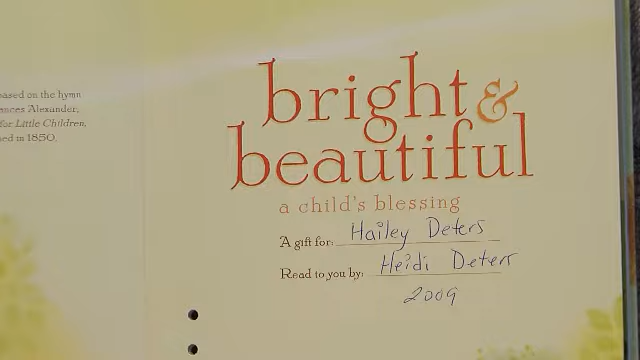 based on the hymn
ances Alexander,
for Little Children,
ed in 1850.
bright &
beautiful
a child's blessing
A gift for: Hailey Deters
Read to you by: Heidi Deters
2009